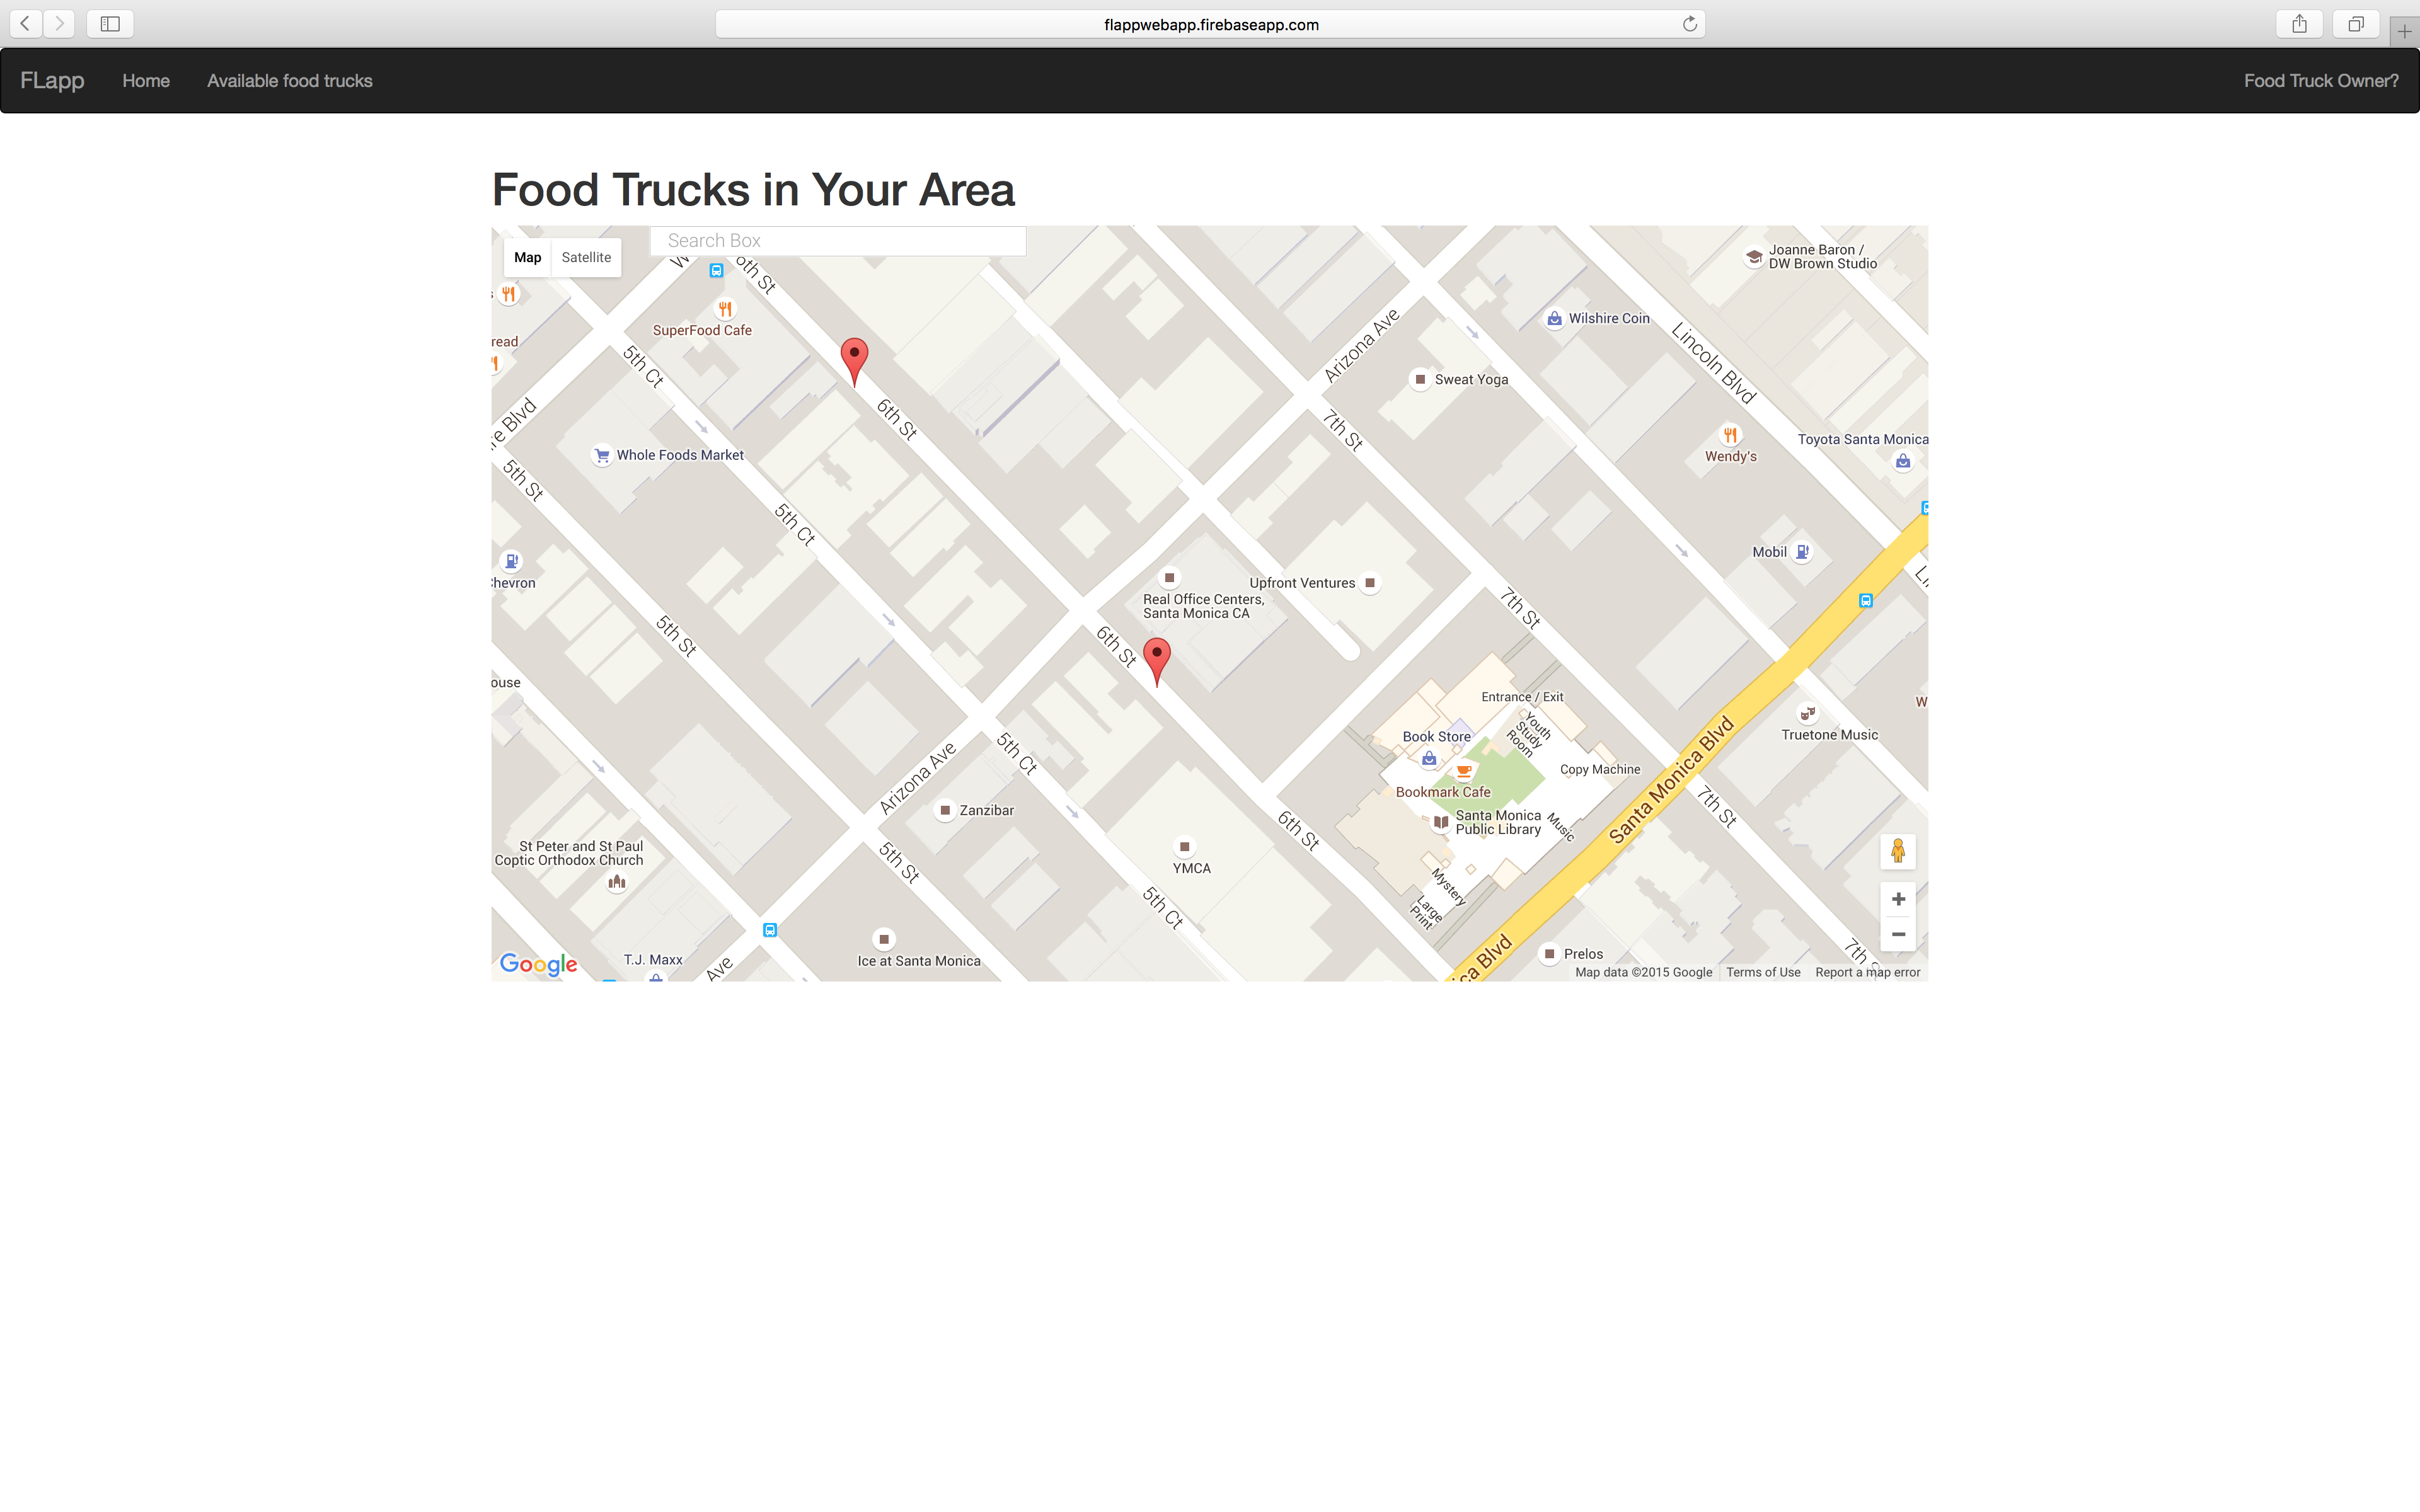 flappwebapp.firebaseapp.com
FLapp
Home
Available food trucks
Food Truck Owner?
Food Trucks in Your Area
Map
Satellite
Search Box
Joanne Baron /
DW Brown Studio
6th St
SuperFood Cafe
Wilshire Coin
Lincoln Blvd
Arizona Ave
5th Ct
read
Sweat Yoga
6th St
7th St
re Blvd
Whole Foods Market
Wendy's
Toyota Santa Monica
5th St
5th Ct
Mobil
hevron
Upfront Ventures
Real Office Centers,
Santa Monica CA
7th St
5th St
6th St
ouse
Entrance / Exit
Youth
Study
Room
Book Store
Truetone Music
Santa Monica Blvd
5th Ct
Copy Machine
Arizona Ave
Bookmark Cafe
Zanzibar
Santa Monica
Public Library
Music
7th St
6th St
St Peter and St Paul
Coptic Orthodox Church
5th St
YMCA
Mystery
Large
Print
5th Ct
T.J. Maxx
Ave
Ice at Santa Monica
ica Blvd
Prelos
7th S
Google
Map data ©2015 Google
Terms of Use
Report a map error